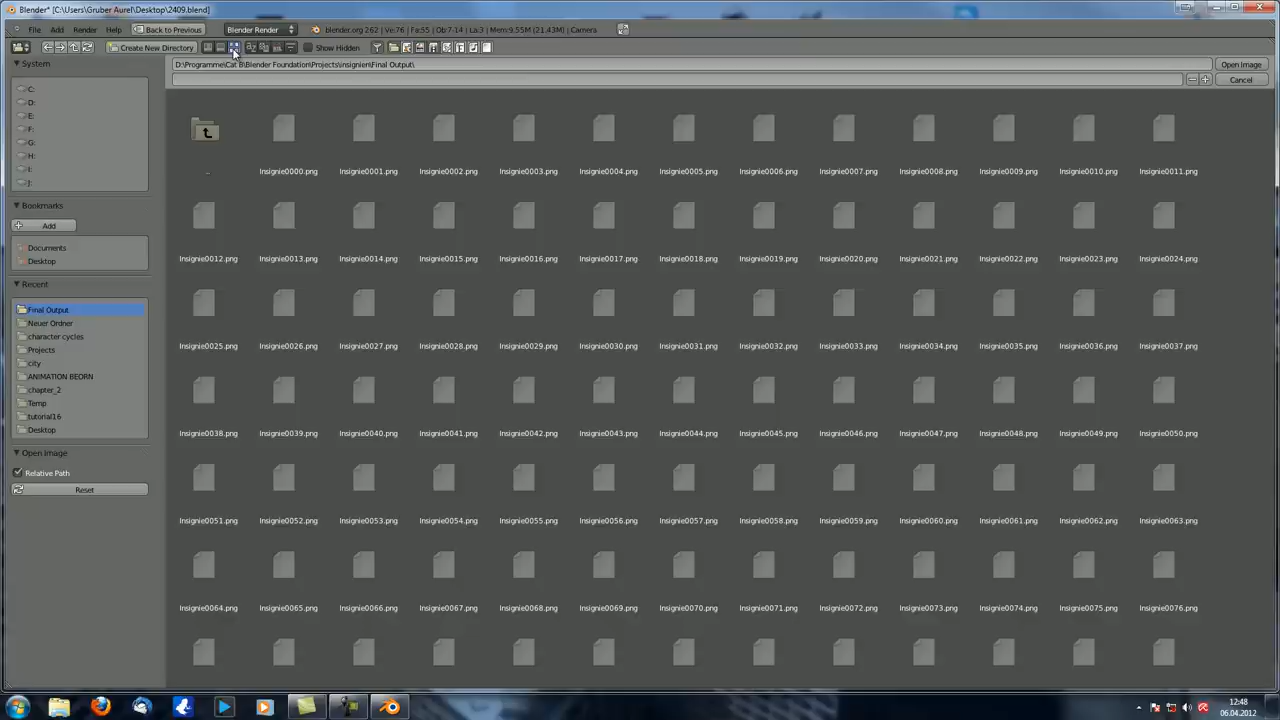 Blender* [C:\Users\Gruber Aurel\Desktop\2409.blend]
File Add Render Help Back to Previous Blender Render blender.org 262 | Ve:76 | Fa:55 | Ob:7-14 | La:3 | Mem:9.55M (21.43M) | Camera
Create New Directory Show Hidden
System
D:\Programme\Cat B\Blender Foundation\Projects\insignien\Final Output\ Open Image
Cancel
C:
D:
E:
F:
G:
H:
I:
J:
Bookmarks
Add
Documents
Desktop
Recent
Final Output
Neuer Ordner
character cycles
Projects
city
ANIMATION BEORN
chapter_2
Temp
tutorial16
Desktop
Open Image
Relative Path
Reset
..
Insignie0000.png Insignie0001.png Insignie0002.png Insignie0003.png Insignie0004.png Insignie0005.png Insignie0006.png Insignie0007.png Insignie0008.png Insignie0009.png Insignie0010.png Insignie0011.png
Insignie0012.png Insignie0013.png Insignie0014.png Insignie0015.png Insignie0016.png Insignie0017.png Insignie0018.png Insignie0019.png Insignie0020.png Insignie0021.png Insignie0022.png Insignie0023.png Insignie0024.png
Insignie0025.png Insignie0026.png Insignie0027.png Insignie0028.png Insignie0029.png Insignie0030.png Insignie0031.png Insignie0032.png Insignie0033.png Insignie0034.png Insignie0035.png Insignie0036.png Insignie0037.png
Insignie0038.png Insignie0039.png Insignie0040.png Insignie0041.png Insignie0042.png Insignie0043.png Insignie0044.png Insignie0045.png Insignie0046.png Insignie0047.png Insignie0048.png Insignie0049.png Insignie0050.png
Insignie0051.png Insignie0052.png Insignie0053.png Insignie0054.png Insignie0055.png Insignie0056.png Insignie0057.png Insignie0058.png Insignie0059.png Insignie0060.png Insignie0061.png Insignie0062.png Insignie0063.png
Insignie0064.png Insignie0065.png Insignie0066.png Insignie0067.png Insignie0068.png Insignie0069.png Insignie0070.png Insignie0071.png Insignie0072.png Insignie0073.png Insignie0074.png Insignie0075.png Insignie0076.png
12:48
06.04.2012